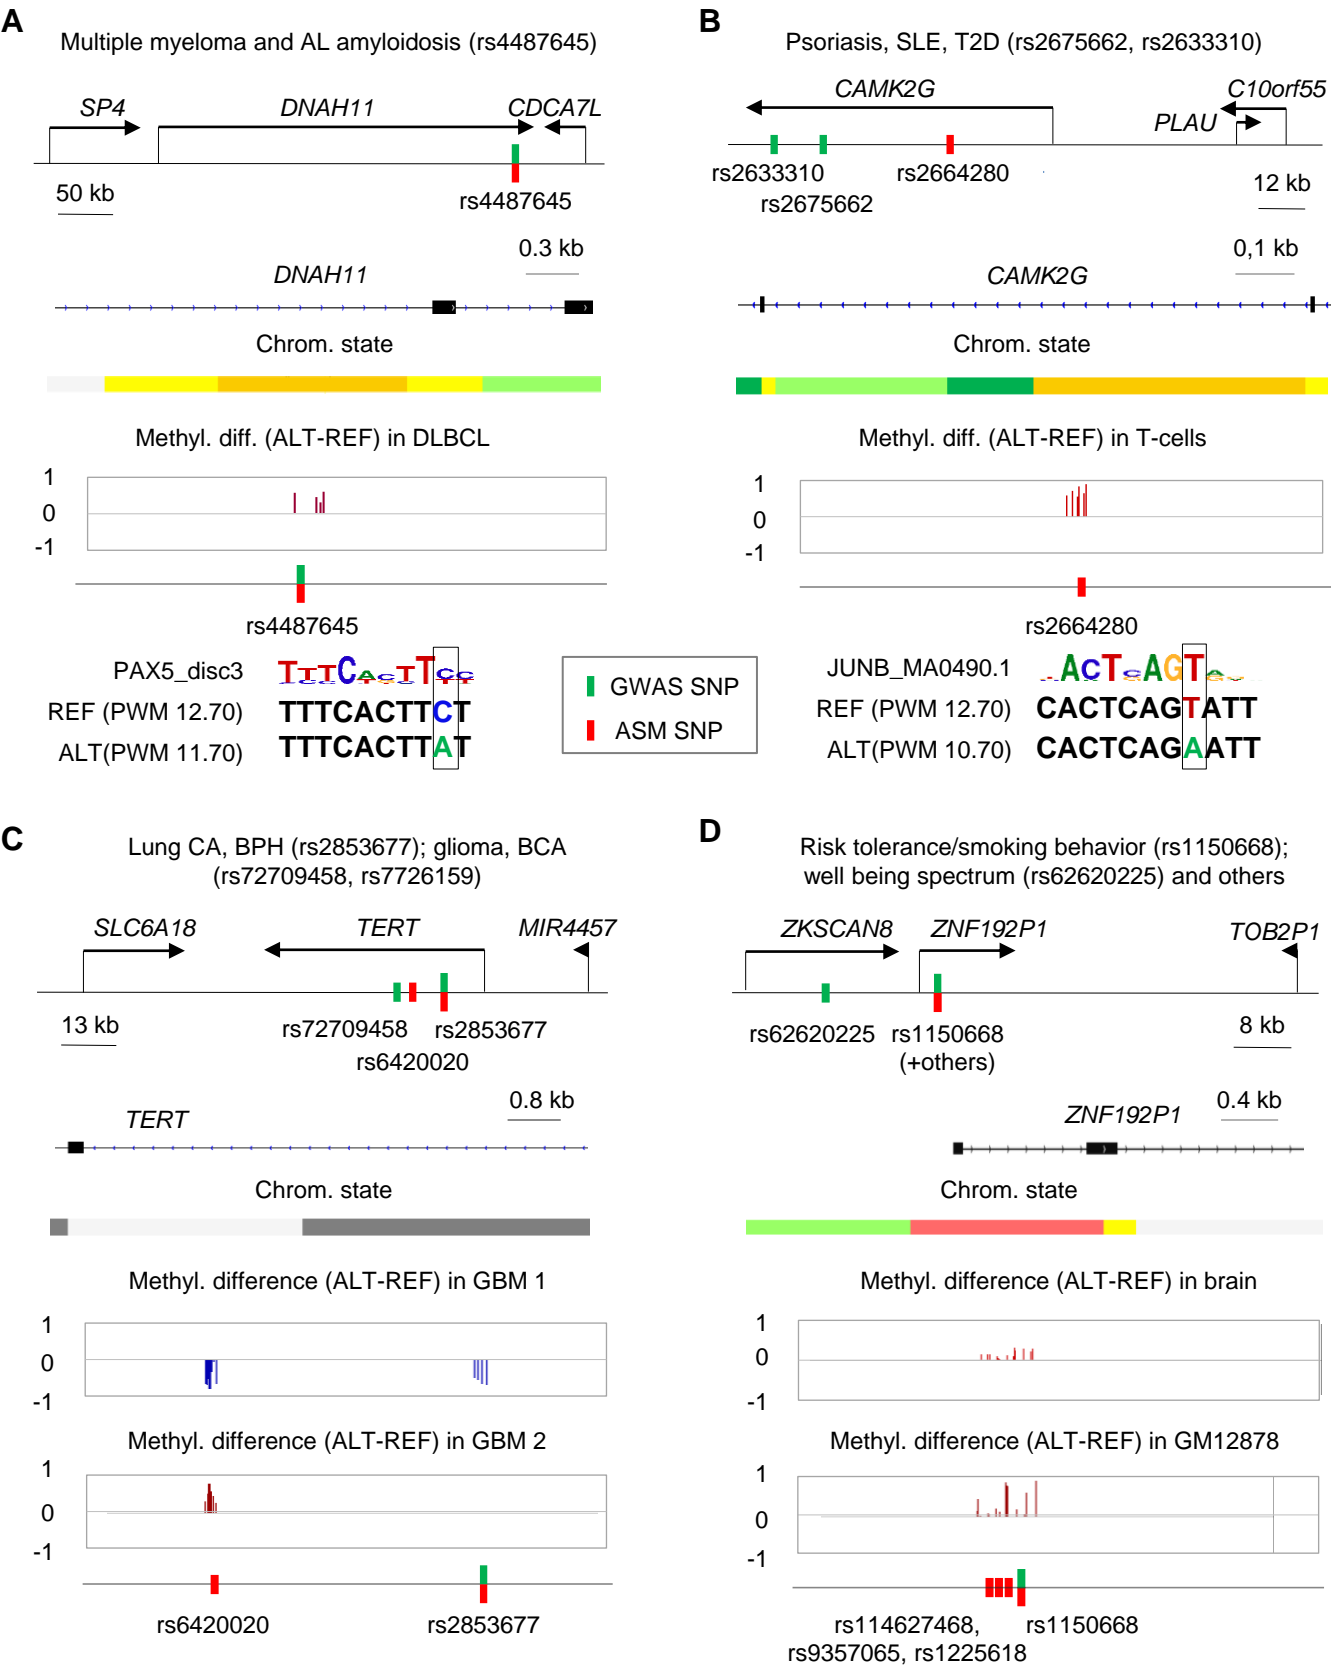 A
Multiple myeloma and AL amyloidosis (rs4487645)
SP4 DNAH11 CDCA7L
rs4487645
50 kb
0.3 kb
DNAH11
Chrom. state
Methyl. diff. (ALT-REF) in DLBCL
1
0
-1
rs4487645
PAX5_disc3 TTTCACTTCC
REF (PWM 12.70) TTTCACTTCT
ALT(PWM 11.70) TTTCACTTAT
GWAS SNP
ASM SNP
B
Psoriasis, SLE, T2D (rs2675662, rs2633310)
CAMK2G C10orf55
PLAU
rs2633310 rs2664280
rs2675662
12 kb
0,1 kb
CAMK2G
Chrom. state
Methyl. diff. (ALT-REF) in T-cells
1
0
-1
rs2664280
JUNB_MA0490.1
REF (PWM 12.70) CACTCAGTATT
ALT(PWM 10.70) CACTCAGAATT
C
Lung CA, BPH (rs2853677); glioma, BCA
(rs72709458, rs7726159)
SLC6A18 TERT MIR4457
13 kb
rs72709458 rs2853677
rs6420020
0.8 kb
TERT
Chrom. state
Methyl. difference (ALT-REF) in GBM 1
1
0
-1
Methyl. difference (ALT-REF) in GBM 2
1
0
-1
rs6420020 rs2853677
D
Risk tolerance/smoking behavior (rs1150668);
well being spectrum (rs62620225) and others
ZKSCAN8 ZNF192P1 TOB2P1
rs62620225 rs1150668
(+others)
8 kb
0.4 kb
ZNF192P1
Chrom. state
Methyl. difference (ALT-REF) in brain
1
0
-1
Methyl. difference (ALT-REF) in GM12878
1
0
-1
rs114627468, rs1150668
rs9357065, rs1225618